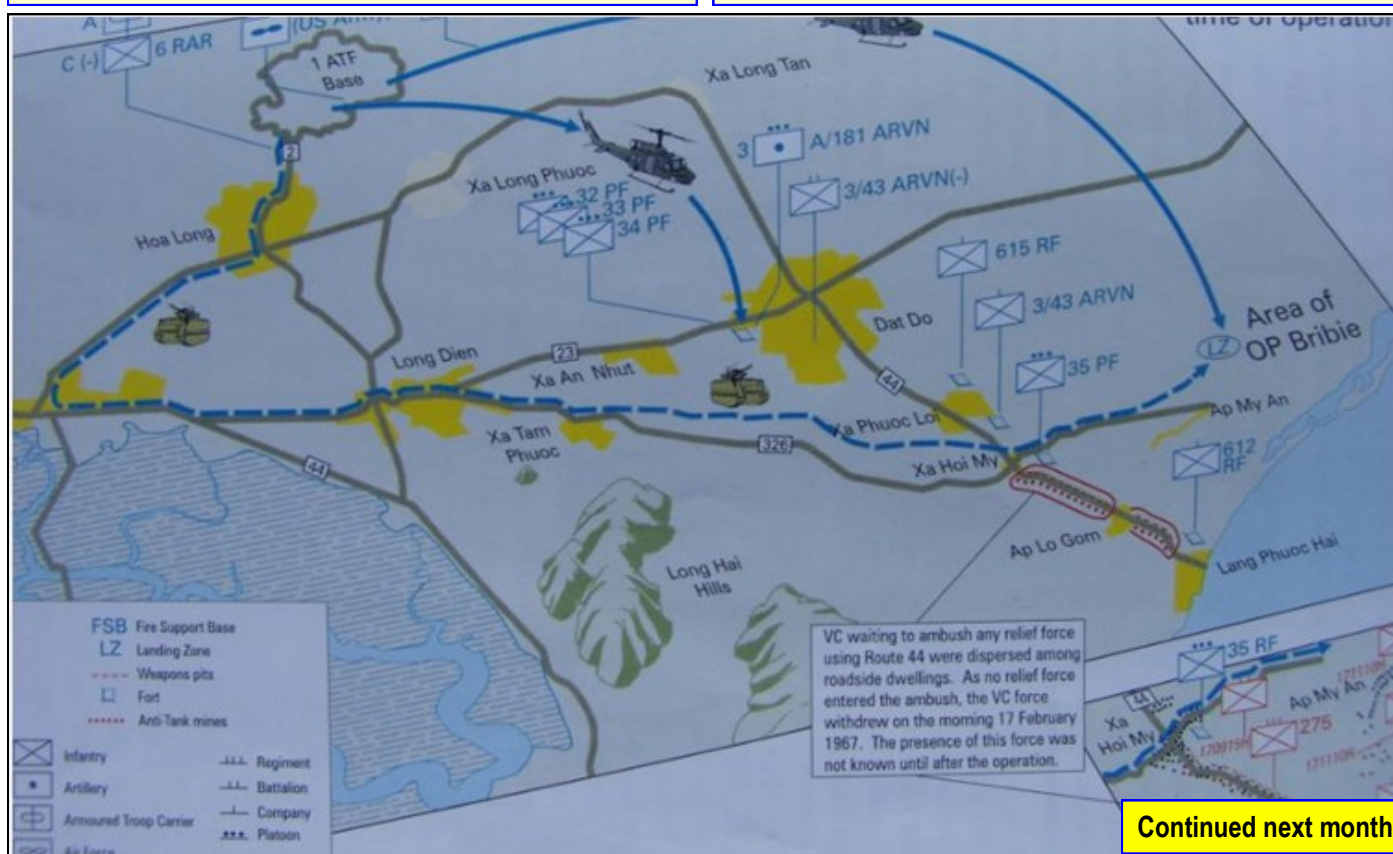 time of operation
A
(US Army)
C (-)
6 RAR
1 ATF
Base
Xa Long Tan
2
3
A/181 ARVN
Xa Long Phuoc
32 PF
33 PF
34 PF
3/43 ARVN(-)
Hoa Long
615 RF
3/43 ARVN
Dat Do
Area of
OP Bribie
LZ
Long Dien
23
Xa An Nhut
35 PF
44
Ap My An
Xa Phuoc Loi
Xa Tam
Phuoc
326
Xa Hoi My
612
RF
44
Ap Lo Gom
Lang Phuoc Hai
Long Hai
Hills
FSB Fire Support Base
LZ Landing Zone
Weapons pits
Fort
Anti-Tank mines
Infantry
Artillery
Armoured Troop Carrier
Air Force
Regiment
Battalion
Company
Platoon
VC waiting to ambush any relief force
using Route 44 were dispersed among
roadside dwellings. As no relief force
entered the ambush, the VC force
withdrew on the morning 17 February
1967. The presence of this force was
not known until after the operation.
35 RF
44
Xa
Hoi My
Ap My An
275
170915H
171110H
171110H
Continued next month